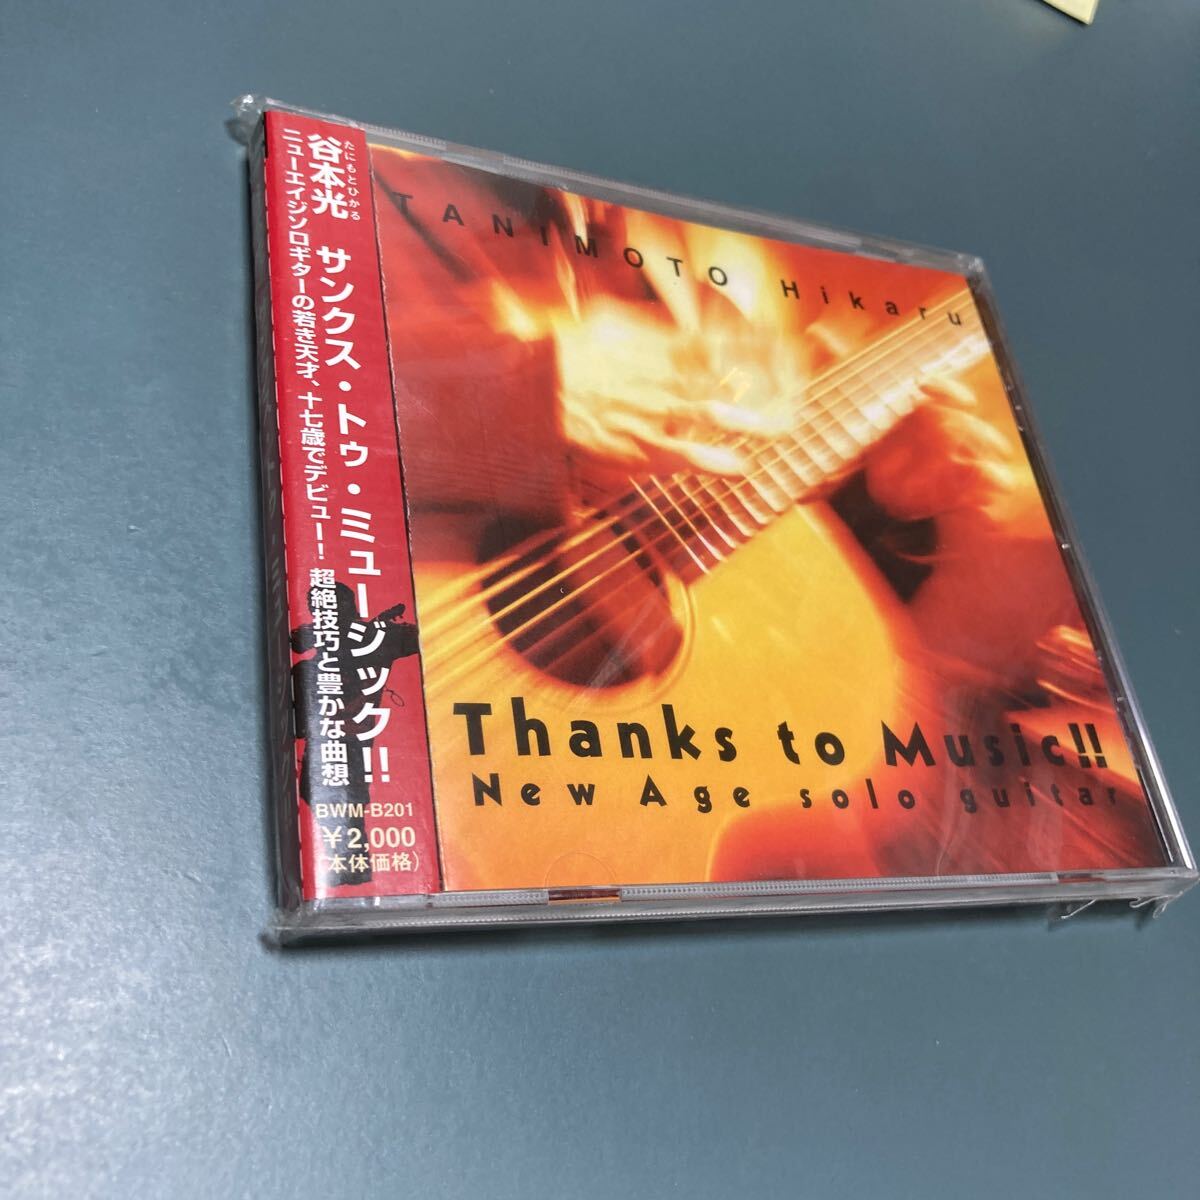 たにもとひかる
谷本光 サンクス・トゥ・ミュージック!!
ニューエイジソロギターの若き天才、十七歳でデビュー! 超絶技巧と豊かな曲想
BWM-B201
￥2,000
(本体価格)
TANIMOTO Hikaru
Thanks to Music!!
New Age solo guitar